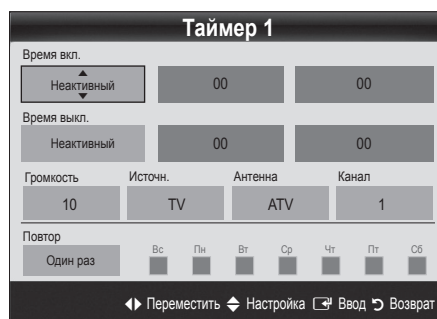 Таймер 1
Время вкл.
Неактивный 00 00
Время выкл.
Неактивный 00 00
Громкость Источн. Антенна Канал
10 TV ATV 1
Повтор
Один раз Вс Пн Вт Ср Чт Пт Сб
Переместить Настройка Ввод Возврат